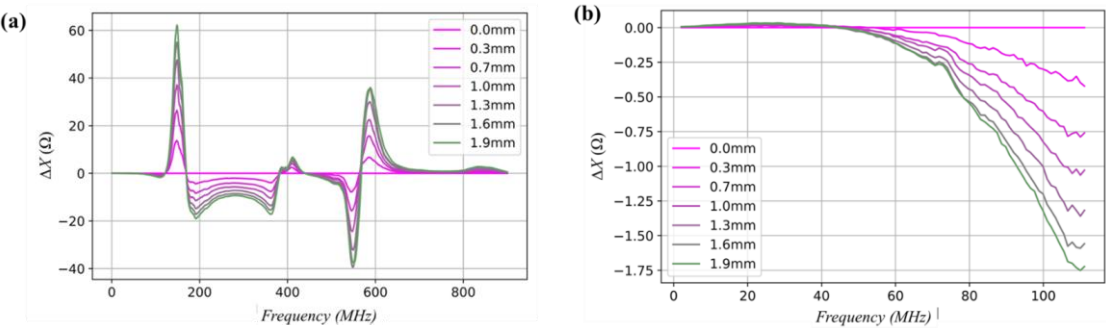 (a)
60
40
20
0
−20
−40
ΔX (Ω)
0.0mm
0.3mm
0.7mm
1.0mm
1.3mm
1.6mm
1.9mm
0 200 400 600 800
Frequency (MHz)
(b)
0.00
−0.25
−0.50
−0.75
−1.00
−1.25
−1.50
−1.75
ΔX (Ω)
0.0mm
0.3mm
0.7mm
1.0mm
1.3mm
1.6mm
1.9mm
0 20 40 60 80 100
Frequency (MHz)